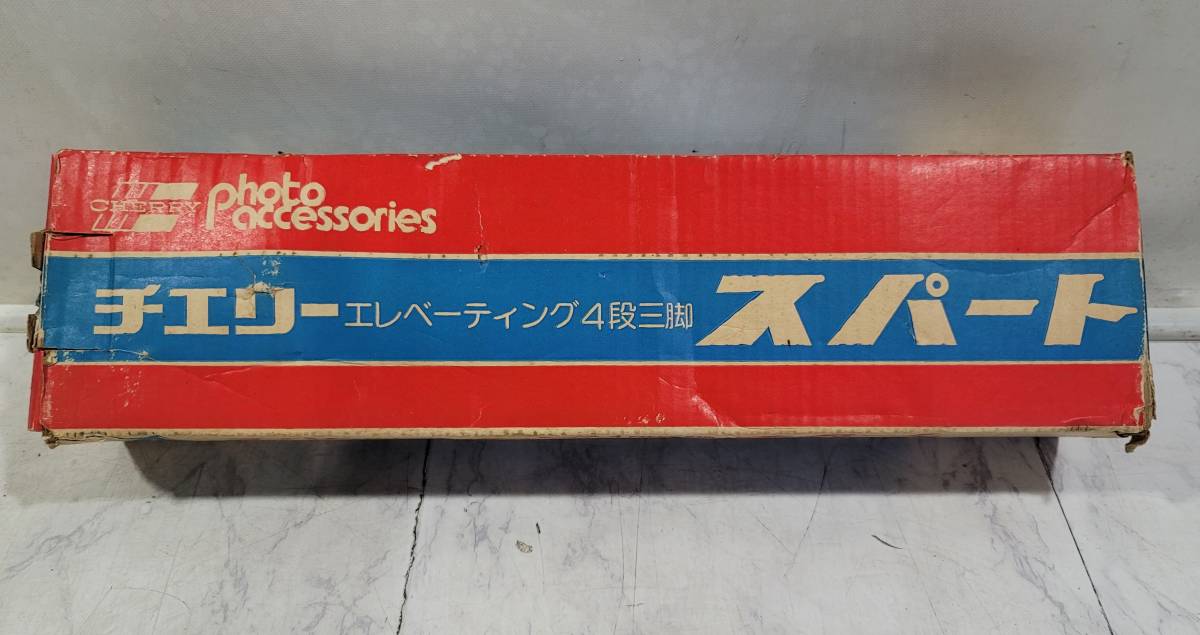 CHERRY
photo
accessories
チエリーエレベーティング4段三脚 スパート